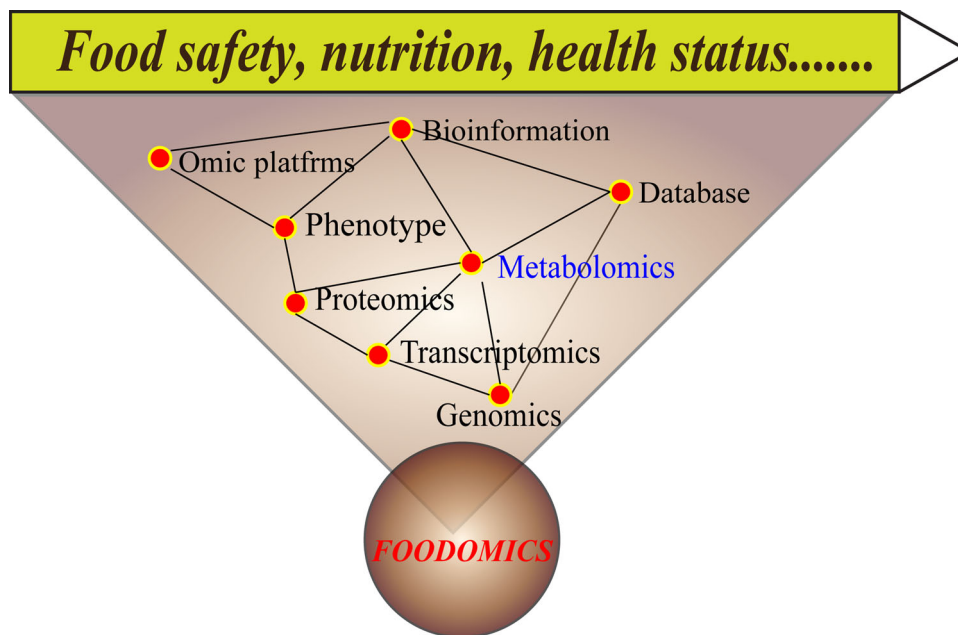 Food safety, nutrition, health status.......
Bioinformation
Omic platfrms
Database
Phenotype
Metabolomics
Proteomics
Transcriptomics
Genomics
FOODOMICS